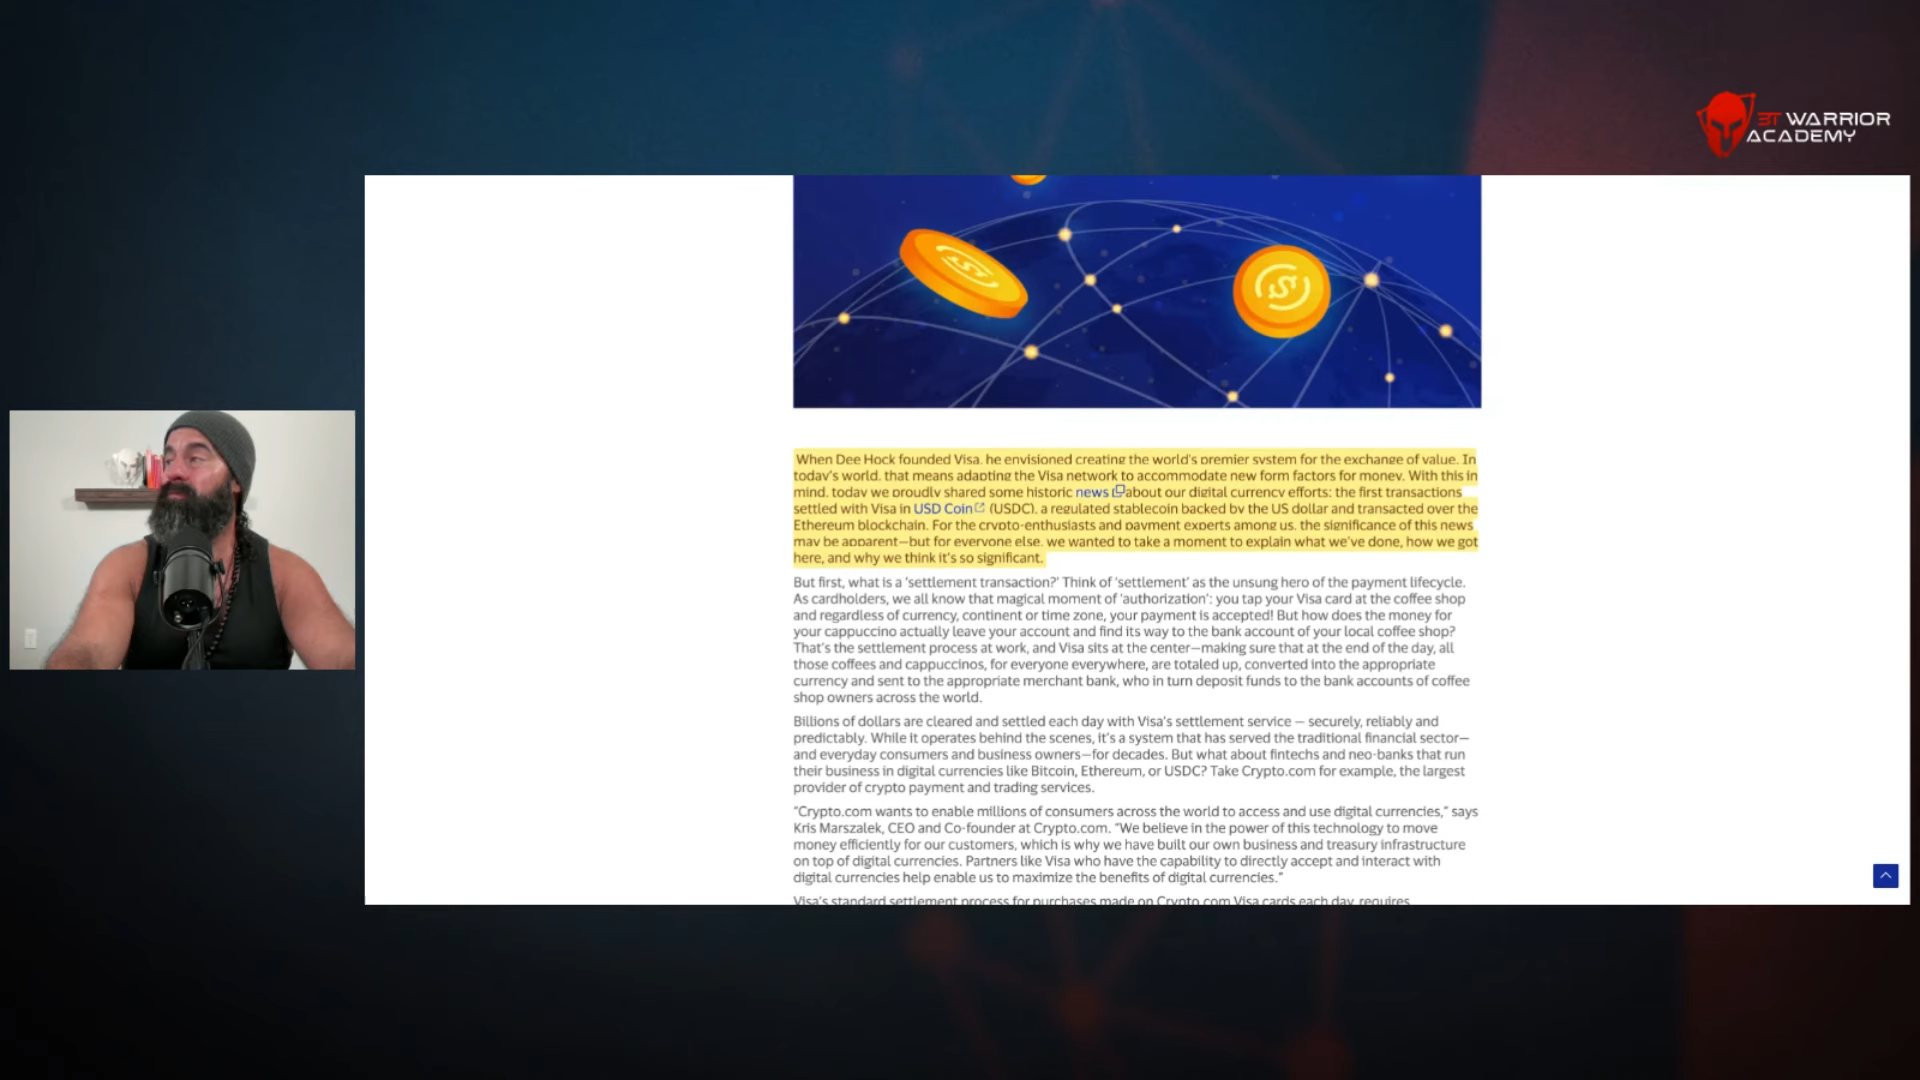 3T WARRIOR
ACADEMY
When Dee Hock founded Visa, he envisioned creating the world's premier system for the exchange of value. In
today's world, that means adapting the Visa network to accommodate new form factors for money. With this in
mind, today we proudly shared some historic news about our digital currency efforts: the first transactions
settled with Visa in USD Coin (USDC), a regulated stablecoin backed by the US dollar and transacted over the
Ethereum blockchain. For the crypto-enthusiasts and payment experts among us, the significance of this news
may be apparent—but for everyone else, we wanted to take a moment to explain what we've done, how we got
here, and why we think it's so significant.
But first, what is a 'settlement transaction?' Think of 'settlement' as the unsung hero of the payment lifecycle.
As cardholders, we all know that magical moment of 'authorization': you tap your Visa card at the coffee shop
and regardless of currency, continent or time zone, your payment is accepted! But how does the money for
your cappuccino actually leave your account and find its way to the bank account of your local coffee shop?
That's the settlement process at work, and Visa sits at the center—making sure that at the end of the day, all
those coffees and cappuccinos, for everyone everywhere, are totaled up, converted into the appropriate
currency and sent to the appropriate merchant bank, who in turn deposit funds to the bank accounts of coffee
shop owners across the world.
Billions of dollars are cleared and settled each day with Visa's settlement service — securely, reliably and
predictably. While it operates behind the scenes, it's a system that has served the traditional financial sector—
and everyday consumers and business owners—for decades. But what about fintechs and neo-banks that run
their business in digital currencies like Bitcoin, Ethereum, or USDC? Take Crypto.com for example, the largest
provider of crypto payment and trading services.
"Crypto.com wants to enable millions of consumers across the world to access and use digital currencies," says
Kris Marszalek, CEO and Co-founder at Crypto.com. "We believe in the power of this technology to move
money efficiently for our customers, which is why we have built our own business and treasury infrastructure
on top of digital currencies. Partners like Visa who have the capability to directly accept and interact with
digital currencies help enable us to maximize the benefits of digital currencies."
Visa's standard settlement process for purchases made on Crypto.com Visa cards each day, requires